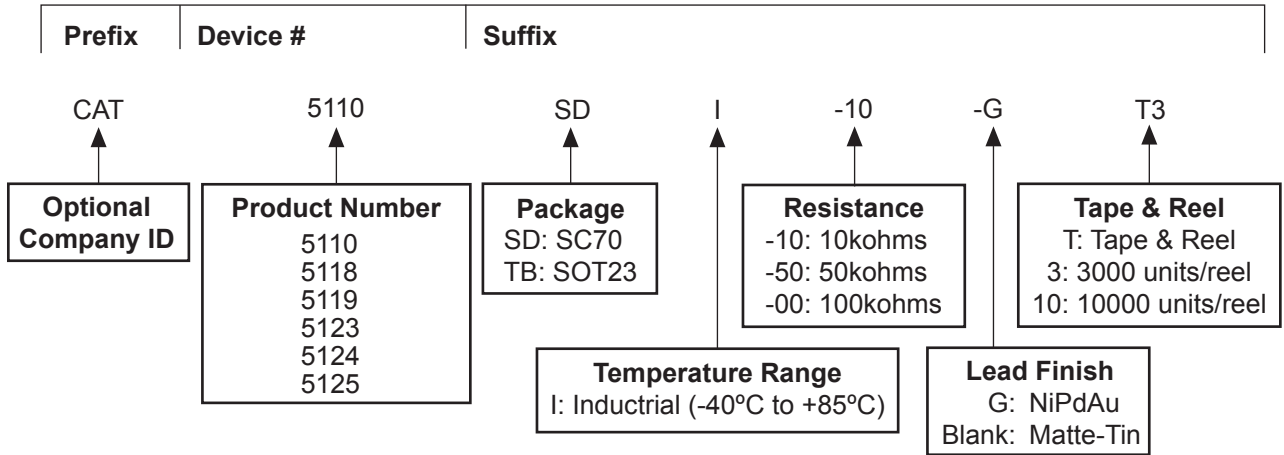 Prefix Device # Suffix
CAT 5110 SD I -10 -G T3
Optional
Company ID
Product Number
5110
5118
5119
5123
5124
5125
Package
SD: SC70
TB: SOT23
Resistance
-10: 10kohms
-50: 50kohms
-00: 100kohms
Tape & Reel
T: Tape & Reel
3: 3000 units/reel
10: 10000 units/reel
Temperature Range
I: Inductrial (-40ºC to +85ºC)
Lead Finish
G: NiPdAu
Blank: Matte-Tin